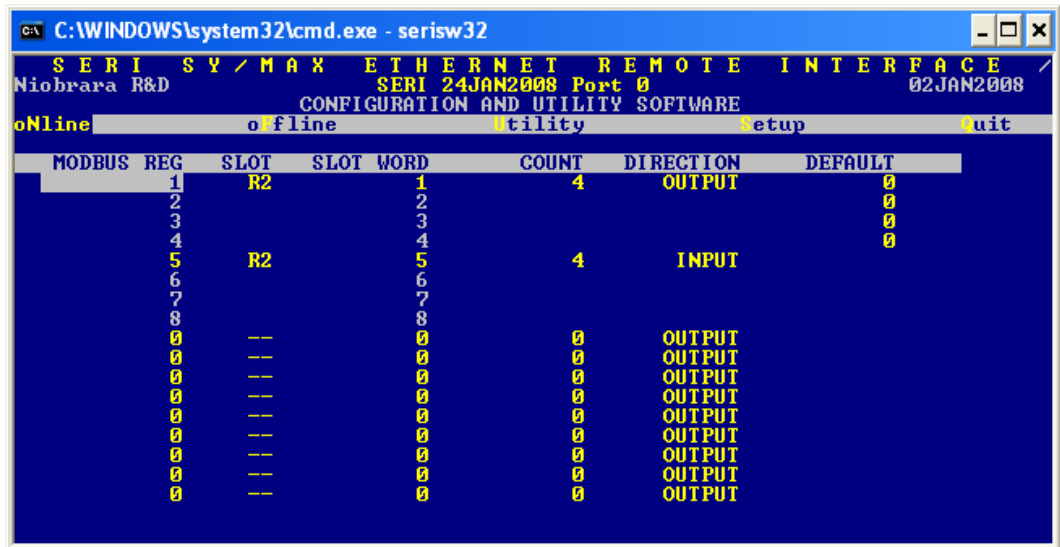 C:\WINDOWS\system32\cmd.exe - serisw32
S E R I   S Y / M A X   E T H E R N E T   R E M O T E   I N T E R F A C E   /
Niobrara R&D   SERI 24JAN2008 Port 0   02JAN2008
CONFIGURATION AND UTILITY SOFTWARE
oNline   oFfline   Utility   Setup   Quit
MODBUS REG   SLOT   SLOT WORD   COUNT   DIRECTION   DEFAULT
1   R2   1   4   OUTPUT   0
2   2   0
3   3   0
4   4   0
5   R2   5   4   INPUT
6   6
7   7
8   8
0   --   0   0   OUTPUT
0   --   0   0   OUTPUT
0   --   0   0   OUTPUT
0   --   0   0   OUTPUT
0   --   0   0   OUTPUT
0   --   0   0   OUTPUT
0   --   0   0   OUTPUT
0   --   0   0   OUTPUT
0   --   0   0   OUTPUT